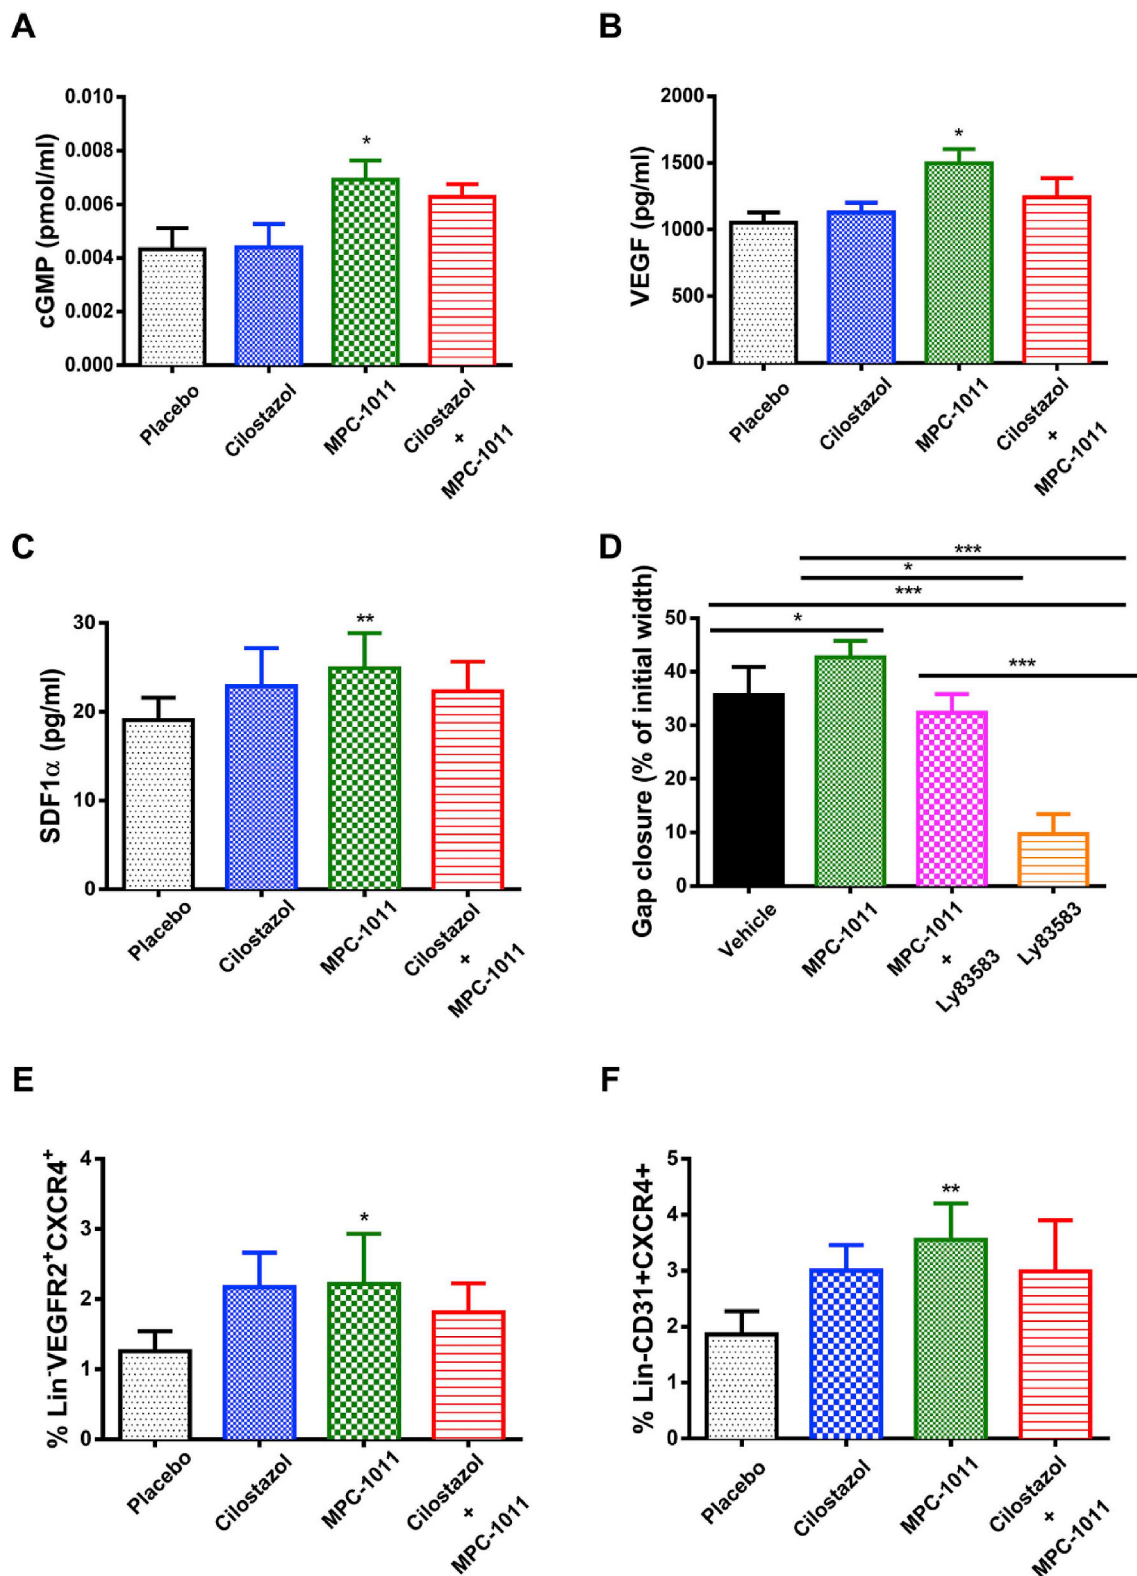 A
cGMP (pmol/ml)
0.010
0.008
0.006
0.004
0.002
0.000
*
Placebo
Cilostazol
MPC-1011
Cilostazol
+
MPC-1011
B
VEGF (pg/ml)
2000
1500
1000
500
0
*
Placebo
Cilostazol
MPC-1011
Cilostazol
+
MPC-1011
C
SDF1α (pg/ml)
30
20
10
0
**
Placebo
Cilostazol
MPC-1011
Cilostazol
+
MPC-1011
D
Gap closure (% of initial width)
50
40
30
20
10
0
***
*
***
*
***
Vehicle
MPC-1011
MPC-1011
+
Ly83583
Ly83583
E
% Lin⁻VEGFR2⁺CXCR4⁺
4
3
2
1
0
*
Placebo
Cilostazol
MPC-1011
Cilostazol
+
MPC-1011
F
% Lin-CD31+CXCR4+
5
4
3
2
1
0
**
Placebo
Cilostazol
MPC-1011
Cilostazol
+
MPC-1011